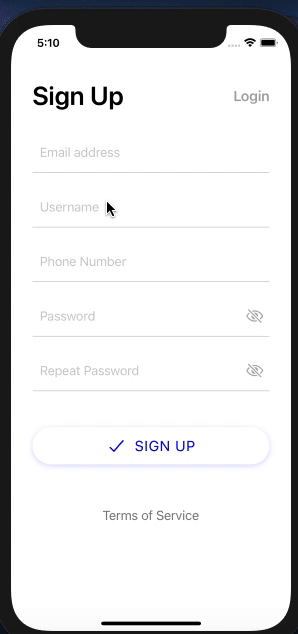 5:10
Sign Up
Login
Email address
Username
Phone Number
Password
Repeat Password
SIGN UP
Terms of Service